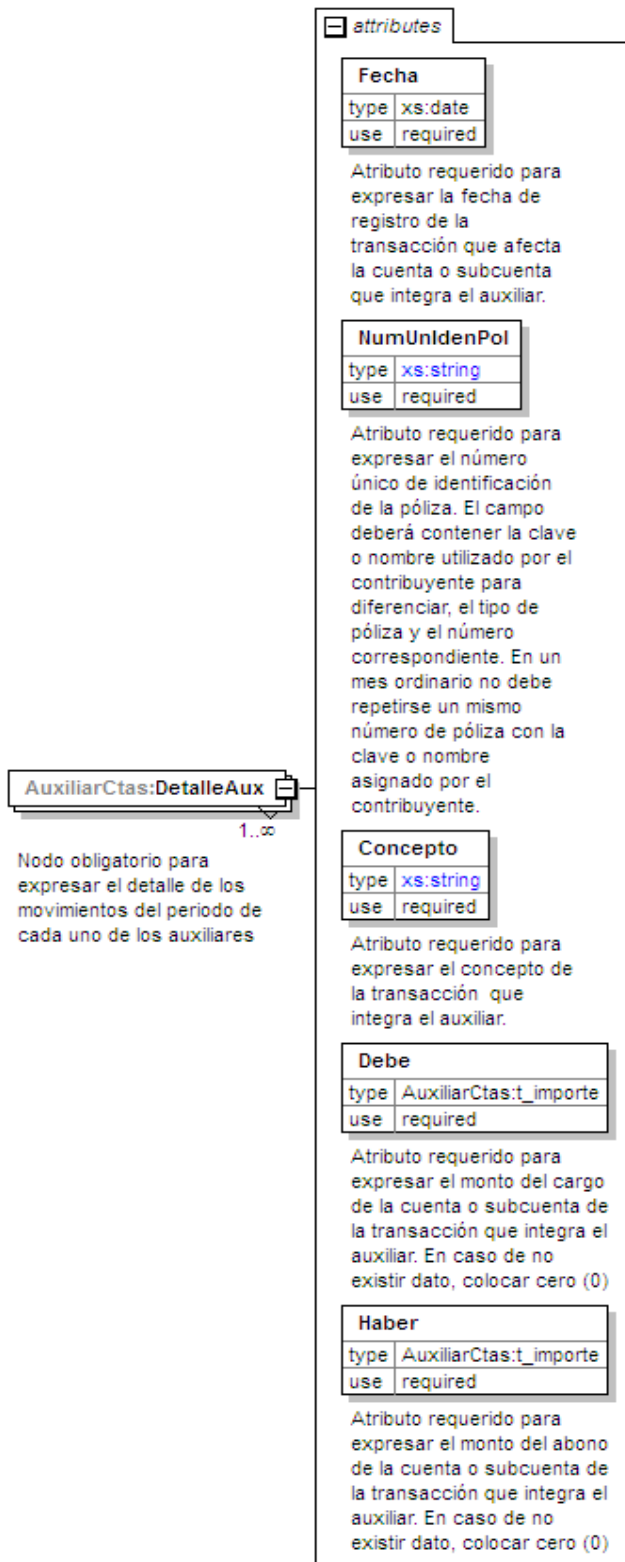 attributes
Fecha
type xs:date
use required
Atributo requerido para
expresar la fecha de
registro de la
transacción que afecta
la cuenta o subcuenta
que integra el auxiliar.
NumUnIdenPol
type xs:string
use required
Atributo requerido para
expresar el número
único de identificación
de la póliza. El campo
deberá contener la clave
o nombre utilizado por el
contribuyente para
diferenciar, el tipo de
póliza y el número
correspondiente. En un
mes ordinario no debe
repetirse un mismo
número de póliza con la
clave o nombre
asignado por el
contribuyente.
AuxiliarCtas:DetalleAux
1..∞
Nodo obligatorio para
expresar el detalle de los
movimientos del periodo de
cada uno de los auxiliares
Concepto
type xs:string
use required
Atributo requerido para
expresar el concepto de
la transacción que
integra el auxiliar.
Debe
type AuxiliarCtas:t_importe
use required
Atributo requerido para
expresar el monto del cargo
de la cuenta o subcuenta de
la transacción que integra el
auxiliar. En caso de no
existir dato, colocar cero (0)
Haber
type AuxiliarCtas:t_importe
use required
Atributo requerido para
expresar el monto del abono
de la cuenta o subcuenta de
la transacción que integra el
auxiliar. En caso de no
existir dato, colocar cero (0)